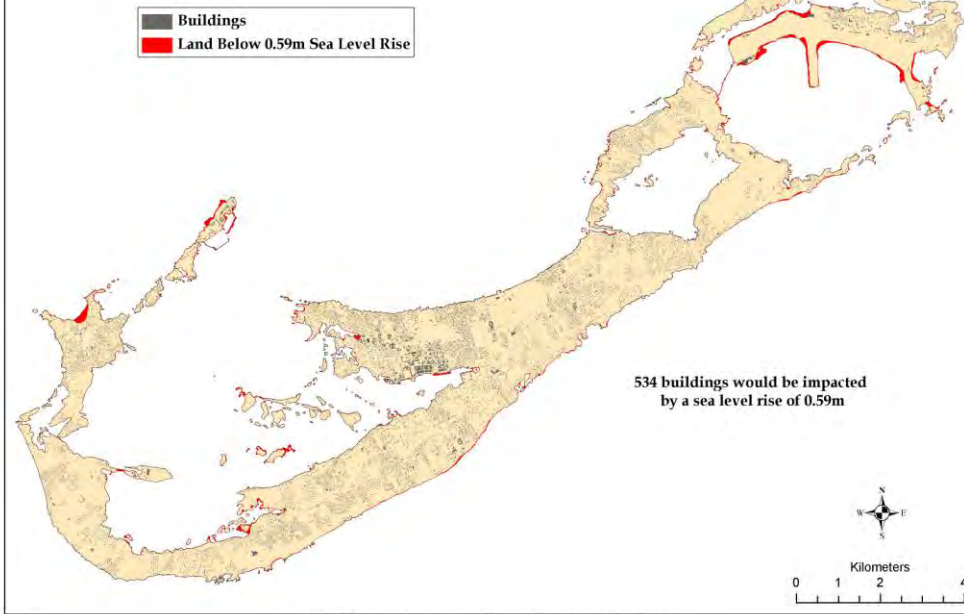 Buildings
Land Below 0.59m Sea Level Rise
534 buildings would be impacted
by a sea level rise of 0.59m
N
W E
S
Kilometers
0 1 2 4